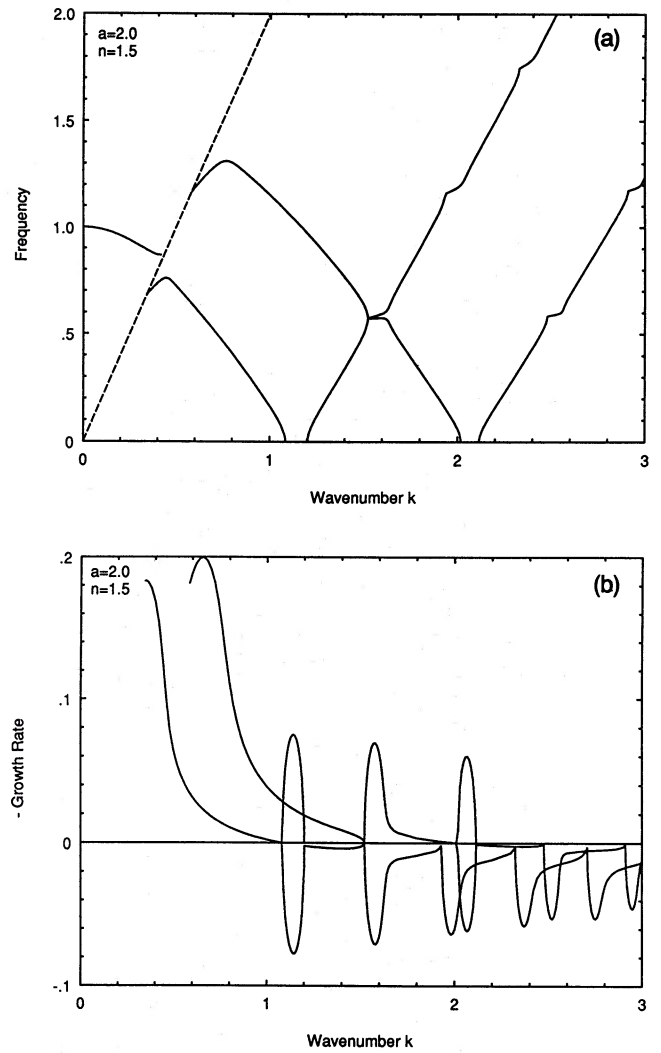 2.0
a=2.0
n=1.5
(a)
1.5
Frequency
1.0
.5
0
0
1
2
3
Wavenumber k
.2
a=2.0
n=1.5
(b)
.1
- Growth Rate
0
-.1
0
1
2
3
Wavenumber k